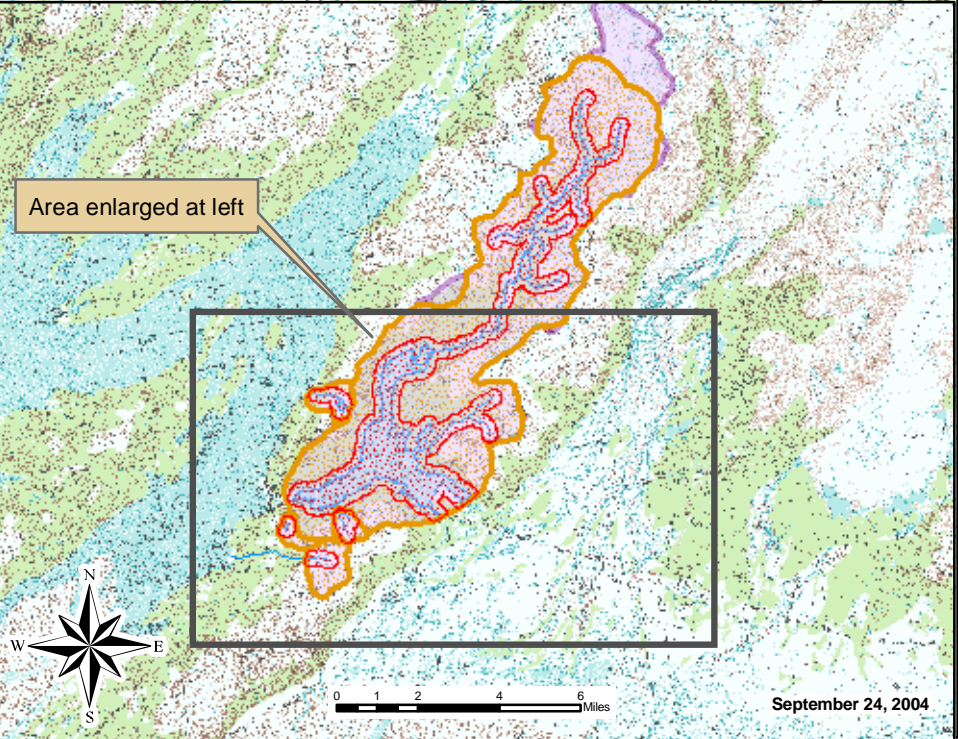 Area enlarged at left
N
W E
S
0 1 2 4 6
Miles
September 24, 2004